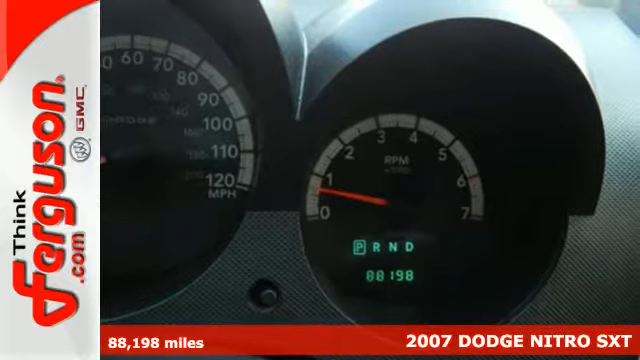 Think
Ferguson
.com
BUICK GMC
60 70
80
90
100
110
120
MPH
0
1
2
3
4
5
6
7
RPM
P R N D
88198
88,198 miles
2007 DODGE NITRO SXT